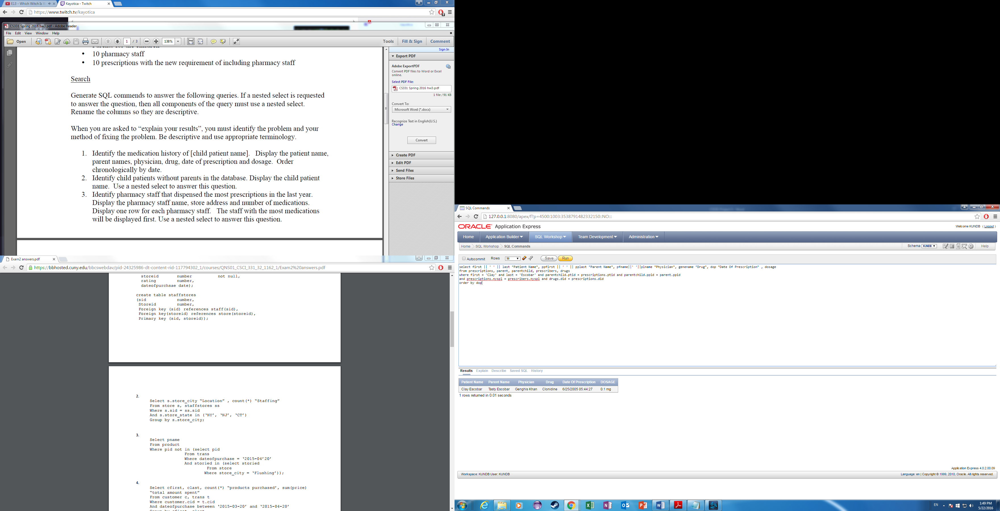 E13 - Which Witch Is
Kayotica - Twitch
https://www.twitch.tv/kayotica
CS331 Spring 2016 hw3.pdf - Adobe Reader
File Edit View Window Help
Open 1 / 3 138% Tools Fill & Sign Comment
Sign In
• 10 pharmacy staff
• 10 prescriptions with the new requirement of including pharmacy staff
Search
Generate SQL commends to answer the following queries. If a nested select is requested
to answer the question, then all components of the query must use a nested select.
Rename the columns so they are descriptive.
When you are asked to “explain your results”, you must identify the problem and your
method of fixing the problem. Be descriptive and use appropriate terminology.
1. Identify the medication history of [child patient name]. Display the patient name,
parent names, physician, drug, date of prescription and dosage. Order
chronologically by date.
2. Identify child patients without parents in the database. Display the child patient
name. Use a nested select to answer this question.
3. Identify pharmacy staff that dispensed the most prescriptions in the last year.
Display the pharmacy staff name, store address and number of medications.
Display one row for each pharmacy staff. The staff with the most medications
will be displayed first. Use a nested select to answer this question.
Export PDF
Adobe ExportPDF
Convert PDF files to Word or Excel
online.
Select PDF File:
CS331 Spring 2016 hw3.pdf
1 file / 91 KB
Convert To:
Microsoft Word (*.docx)
Recognize Text in English(U.S.)
Change
Convert
Create PDF
Edit PDF
Send Files
Store Files
Exam2 answers.pdf
https://bbhosted.cuny.edu/bbcswebdav/pid-24325986-dt-content-rid-117794302_1/courses/QNS01_CSCI_331_32_1162_1/Exam2%20answers.pdf
storeid number not null,
rating number,
dateofpurchsae date);
create table staffstores
(sid number,
Storeid number,
Foreign key (sid) references staff(sid),
Foreign key(storeid) references store(storeid),
Primary key (sid, storeid));
2.
Select s.store_city “Location” , count(*) “Staffing”
From store s, staffstores ss
Where s.sid = ss.sid
And s.store_state in (‘NY’, ‘NJ’, ‘CT’)
Group by s.store_city;
3.
Select pname
From product
Where pid not in (select pid
From trans
Where dateofpurchase = ‘2015-04’20’
And storied in (select storied
From store
Where store_city = ‘Flushing’));
4.
Select cfirst, clast, count(*) “products purchased’, sum(price)
“total amount spent”
From customer c, trans t
Where customer.cid = t.cid
And dateofpurchase between ‘2015-03-20’ and ‘2015-04-20’
SQL Commands
127.0.0.1:8080/apex/f?p=4500:1003:3538791482332150::NO:::
ORACLE Application Express
Welcome KUNDB ( Logout )
Home Application Builder SQL Workshop Team Development Administration
Home SQL Workshop SQL Commands Schema KUNDB Help
Autocommit Rows 50 Save Run
select first || ' ' || last "Patient Name", ppfirst || ' ' || pplast "Parent Name", pfname||' '||plname "Physician", genename "Drug", dop "Date Of Prescription" , dosage
from prescriptions, parent, parentchild, prescribers, drugs
where first = 'Clay' and last = 'Escobar' and parentchild.ptid = prescriptions.ptid and parentchild.ppid = parent.ppid
and prescriptions.nyspl = prescribers.nyspl and drugs.did = prescriptions.did
order by dop
Results Explain Describe Saved SQL History
Patient Name Parent Name Physician Drug Date Of Prescription DOSAGE
Clay Escobar Tasty Escobar Genghis Khan Clonidine 6/25/2005 05:44:27 0.1 mg
1 rows returned in 0.01 seconds
Application Express 4.0.2.00.09
Workspace: KUNDB User: KUNDB
Language: en | Copyright © 1999, 2010, Oracle. All rights reserved.
EN
1:49 PM
5/22/2016